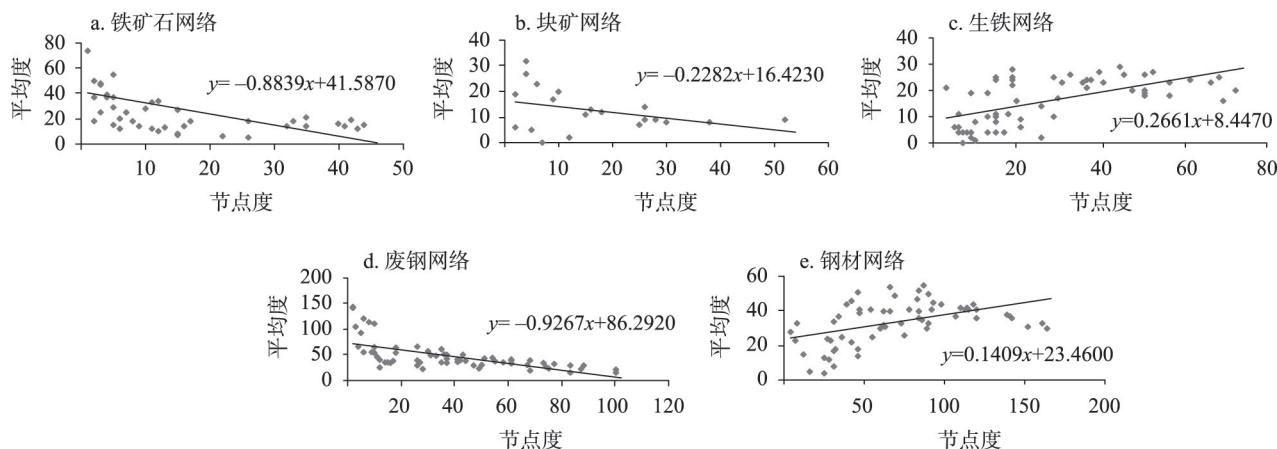 a. 铁矿石网络
80
60
40
20
0
平均度
y= –0.8839x+41.5870
0 10 20 30 40 50
节点度
b. 块矿网络
40
30
20
10
0
平均度
y= –0.2282x+16.4230
0 20 40 60
节点度
c. 生铁网络
40
30
20
10
0
平均度
y=0.2661x+8.4470
0 20 40 60 80
节点度
d. 废钢网络
200
150
100
50
0
平均度
y= –0.9267x+86.2920
20 40 60 80 100 120
节点度
e. 钢材网络
60
40
20
0
平均度
y=0.1409x+23.4600
50 100 150 200
节点度